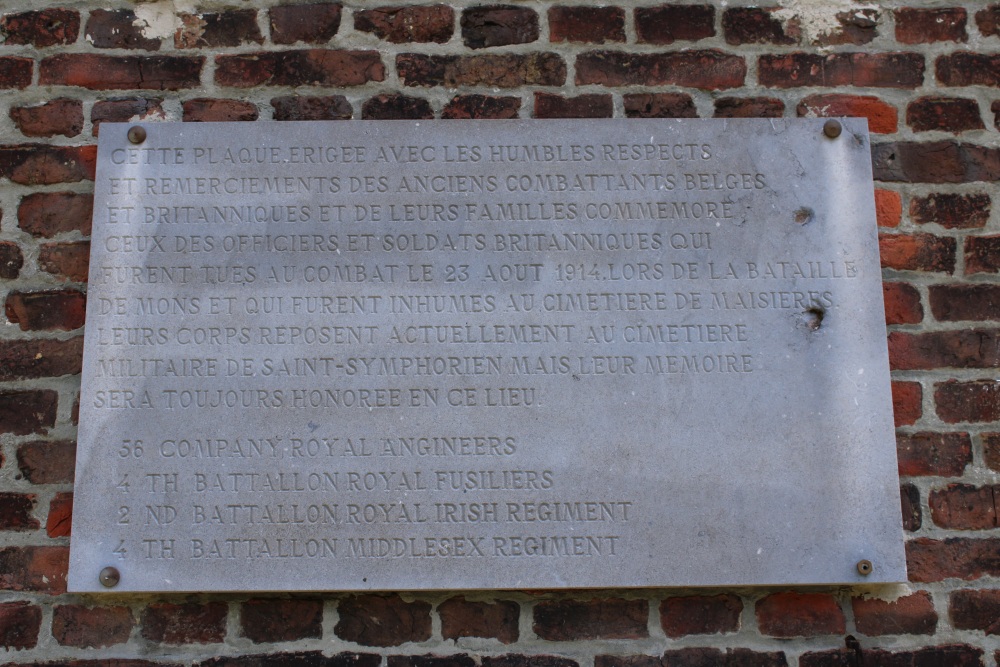 CETTE PLAQUE ERIGEE AVEC LES HUMBLES RESPECTS
ET REMERCIEMENTS DES ANCIENS COMBATTANTS BELGES
ET BRITANNIQUES ET DE LEURS FAMILLES COMMEMORE
CEUX DES OFFICIERS ET SOLDATS BRITANNIQUES QUI
FURENT TUES AU COMBAT LE 23 AOUT 1914, LORS DE LA BATAILLE
DE MONS ET QUI FURENT INHUMES AU CIMETIERE DE MAISIERES.
LEURS CORPS REPOSENT ACTUELLEMENT AU CIMETIERE
MILITAIRE DE SAINT-SYMPHORIEN MAIS LEUR MEMOIRE
SERA TOUJOURS HONOREE EN CE LIEU.
56 COMPANY ROYAL ANGINEERS
4 TH BATTALLON ROYAL FUSILIERS
2 ND BATTALLON ROYAL IRISH REGIMENT
4 TH BATTALLON MIDDLESEX REGIMENT